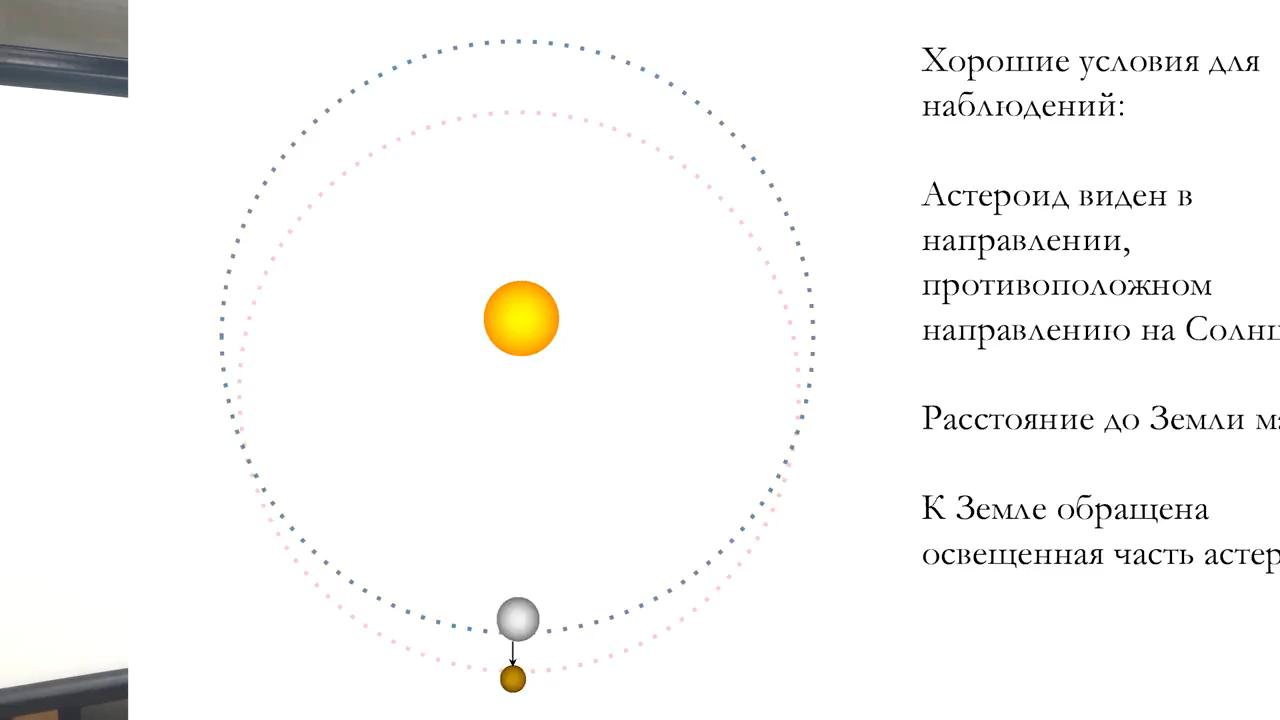 Хорошие условия для
наблюдений:
Астероид виден в
направлении,
противоположном
направлению на
Расстояние до Земли
К Земле обращена
освещенная часть